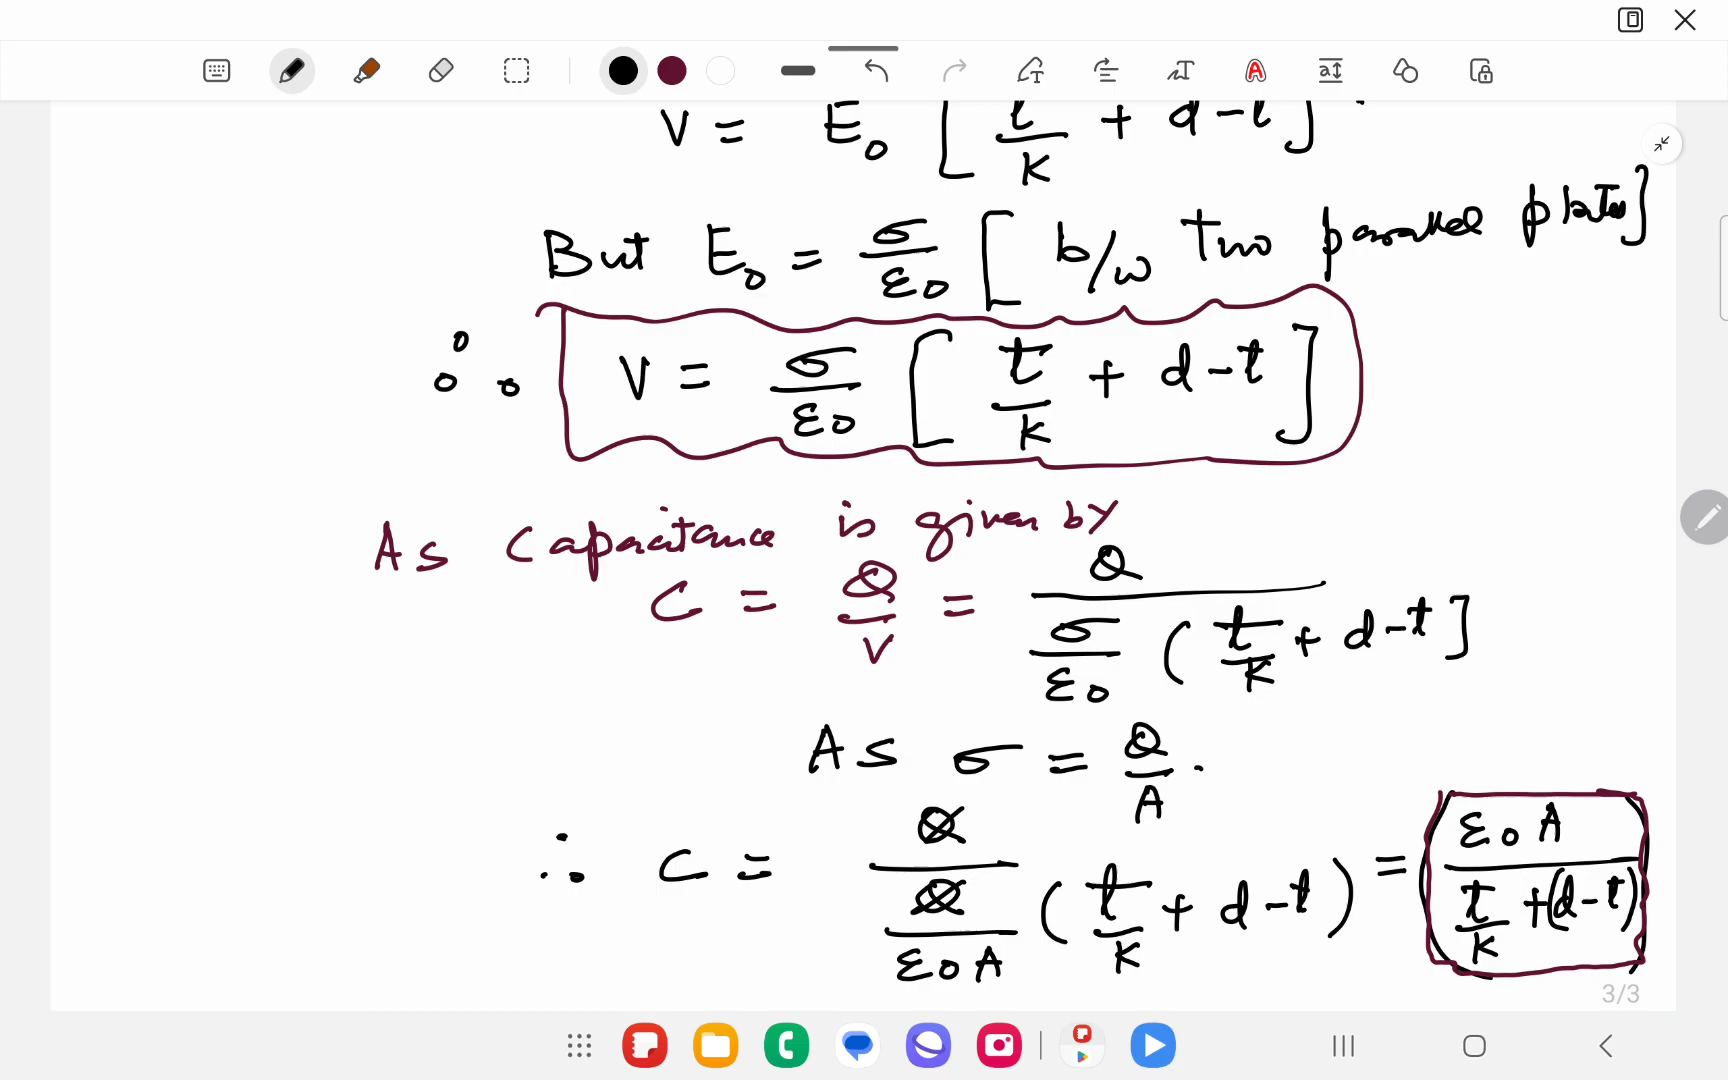 V = E₀ [ t/K + d-t ]
But E₀ = σ/ε₀ [ b/w Two parallel plates ]
∴ V = σ/ε₀ [ t/K + d-t ]
As Capacitance is given by
C = Q/V = Q / σ/ε₀ ( t/K + d-t ]
As σ = Q/A .
∴ C = Q / Q/ε₀A ( t/K + d-t ) = ε₀A / t/K + (d-t)
3/3